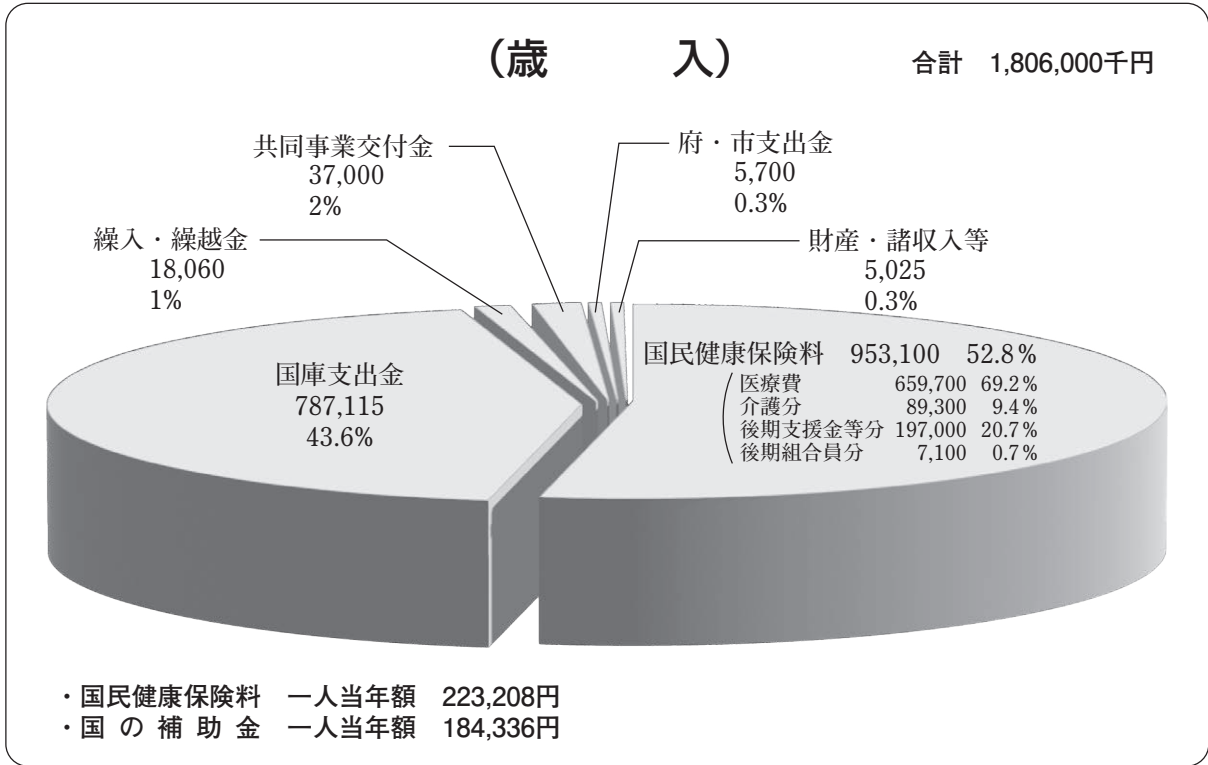 （歳　入）
合計　1,806,000千円
共同事業交付金
37,000
2%
府・市支出金
5,700
0.3%
繰入・繰越金
18,060
1%
財産・諸収入等
5,025
0.3%
国庫支出金
787,115
43.6%
国民健康保険料　953,100　52.8%
医療費　659,700　69.2%
介護分　89,300　9.4%
後期支援金等分　197,000　20.7%
後期組合員分　7,100　0.7%
・国民健康保険料　一人当年額　223,208円
・国の補助金　一人当年額　184,336円